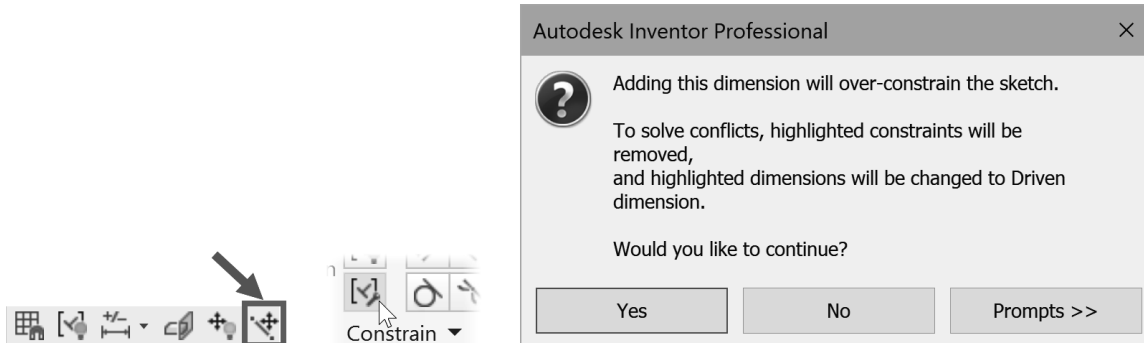 Autodesk Inventor Professional
Adding this dimension will over-constrain the sketch.
To solve conflicts, highlighted constraints will be
removed,
and highlighted dimensions will be changed to Driven
dimension.
Would you like to continue?
Yes
No
Prompts >>
Constrain